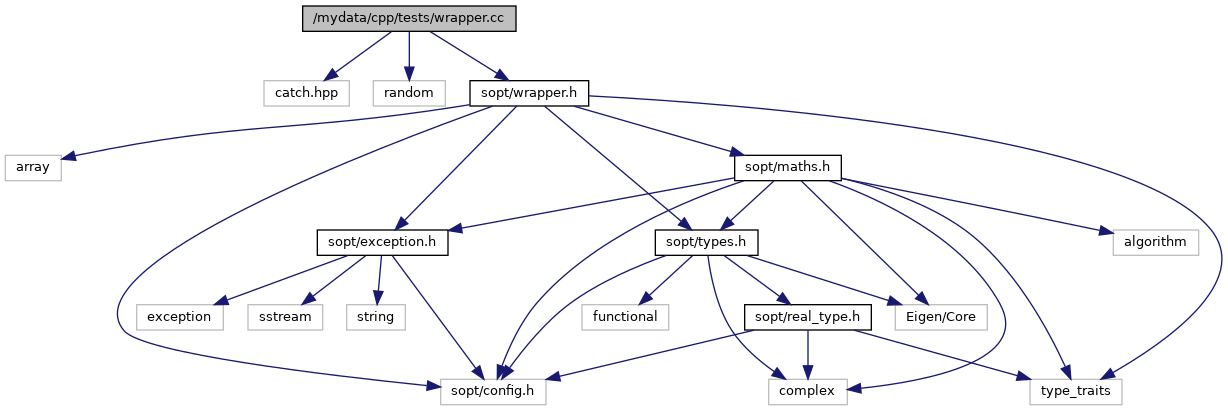 /mydata/cpp/tests/wrapper.cc
catch.hpp
random
sopt/wrapper.h
array
sopt/maths.h
sopt/exception.h
sopt/types.h
algorithm
exception
sstream
string
functional
sopt/real_type.h
Eigen/Core
sopt/config.h
complex
type_traits